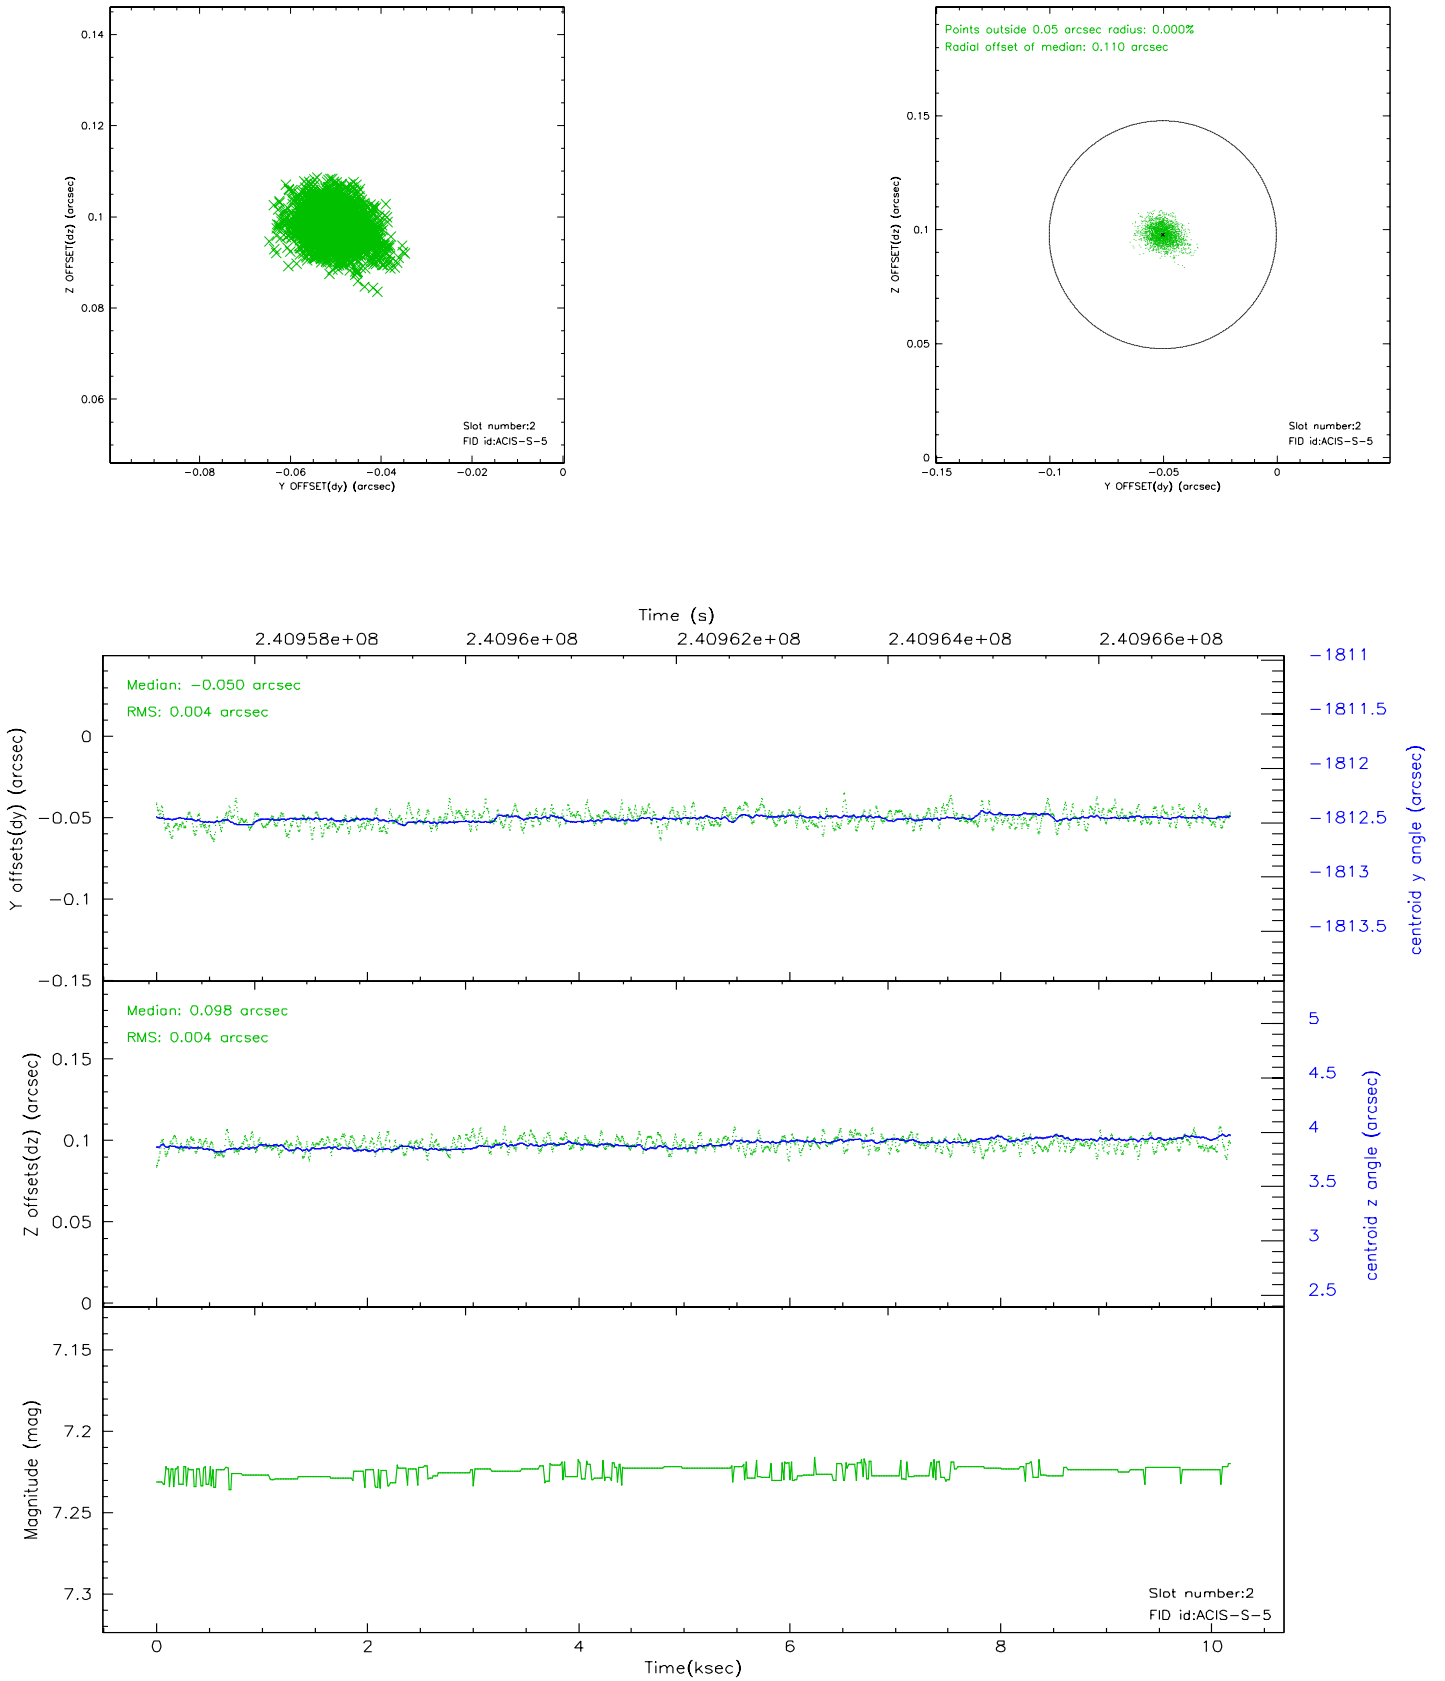 0.14
0.12
0.1
0.08
0.06
Z OFFSET(dz) (arcsec)
Slot number:2
FID id:ACIS-S-5
-0.08
-0.06
-0.04
-0.02
0
Y OFFSET(dy) (arcsec)
Points outside 0.05 arcsec radius: 0.000%
Radial offset of median: 0.110 arcsec
0.15
0.1
0.05
0
Z OFFSET(dz) (arcsec)
Slot number:2
FID id:ACIS-S-5
-0.15
-0.1
-0.05
0
Y OFFSET(dy) (arcsec)
Time (s)
2.40958e+08
2.4096e+08
2.40962e+08
2.40964e+08
2.40966e+08
Median: -0.050 arcsec
RMS: 0.004 arcsec
0
-0.05
-0.1
-0.15
Y offsets(dy) (arcsec)
-1811
-1811.5
-1812
-1812.5
-1813
-1813.5
centroid y angle (arcsec)
Median: 0.098 arcsec
RMS: 0.004 arcsec
0.15
0.1
0.05
0
Z offsets(dz) (arcsec)
5
4.5
4
3.5
3
2.5
centroid z angle (arcsec)
7.15
7.2
7.25
7.3
Magnitude (mag)
Slot number:2
FID id:ACIS-S-5
0
2
4
6
8
10
Time(ksec)